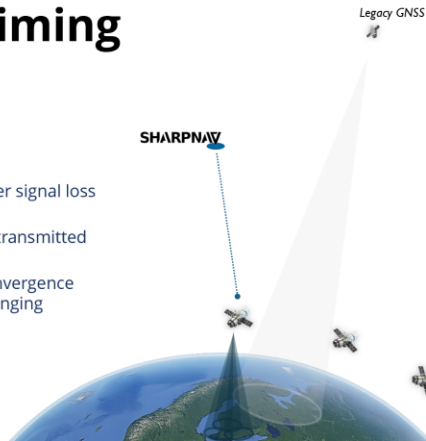 iming
Legacy GNSS
SHARPNAV
er signal loss
transmitted
nvergence
nging